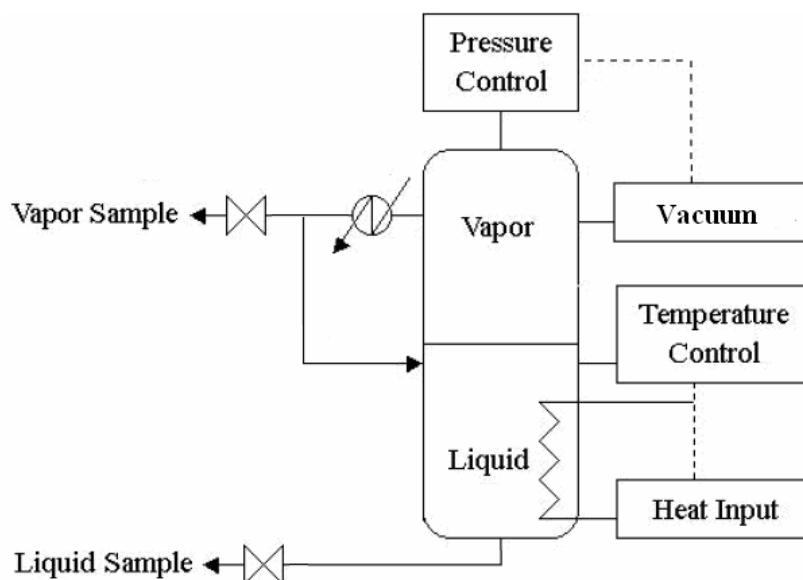 Pressure
Control
Vapor Sample
Vapor
Vacuum
Temperature
Control
Liquid
Heat Input
Liquid Sample